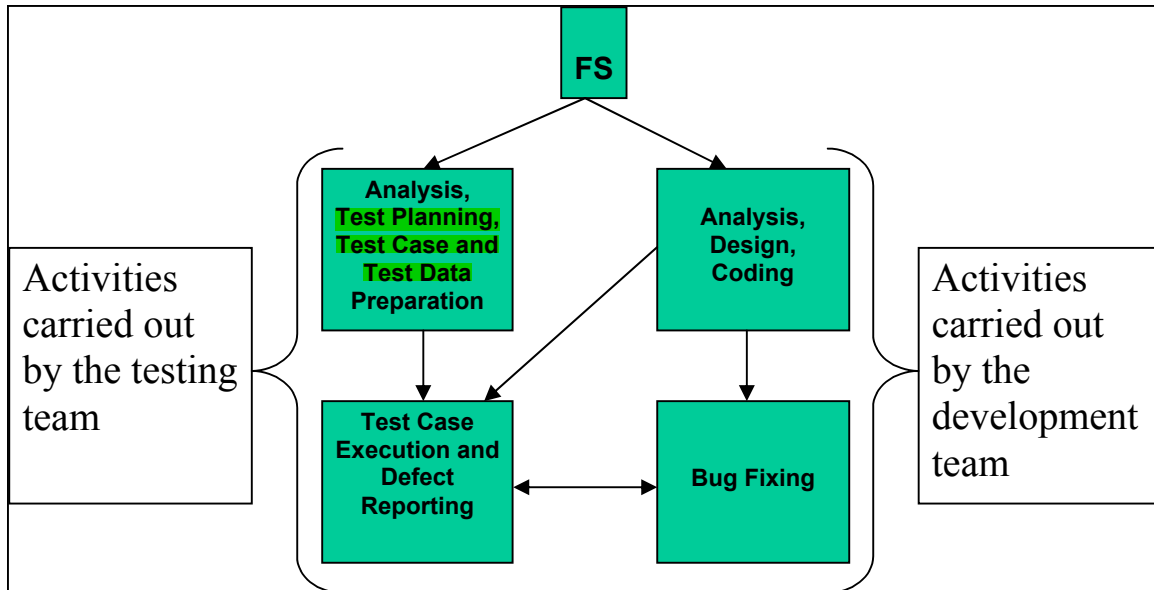 FS
Analysis,
Test Planning,
Test Case and
Test Data
Preparation
Analysis,
Design,
Coding
Activities
carried out
by the testing
team
Activities
carried out
by the
development
team
Test Case
Execution and
Defect
Reporting
Bug Fixing